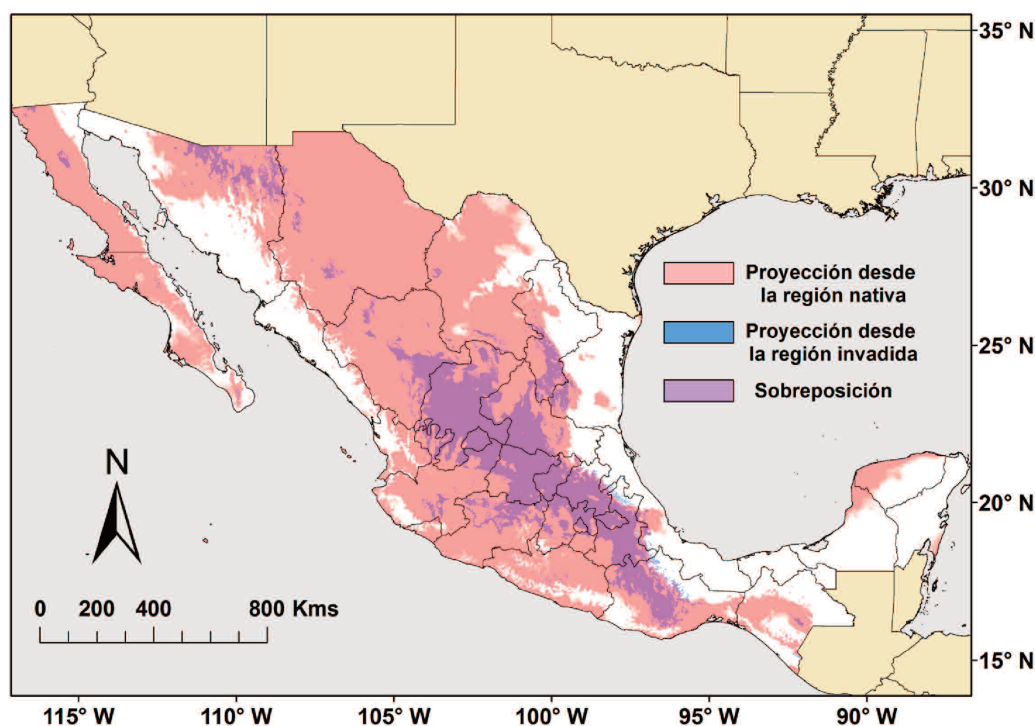 35° N
30° N
Proyección desde
la región nativa
Proyección desde
la región invadida
25° N
Sobreposición
N
20° N
0 200 400 800 Kms
15° N
115° W 110° W 105° W 100° W 95° W 90° W